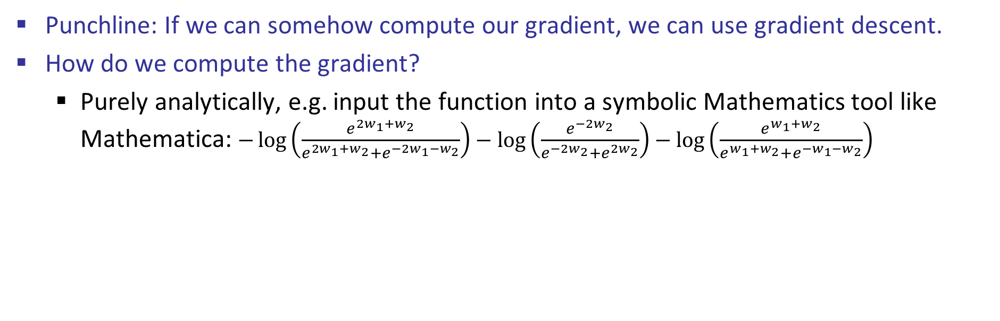 ▪ Punchline: If we can somehow compute our gradient, we can use gradient descent.
▪ How do we compute the gradient?
▪ Purely analytically, e.g. input the function into a symbolic Mathematics tool like
Mathematica: $-\log\left(\frac{e^{2w_1+w_2}}{e^{2w_1+w_2}+e^{-2w_1-w_2}}\right) - \log\left(\frac{e^{-2w_2}}{e^{-2w_2}+e^{2w_2}}\right) - \log\left(\frac{e^{w_1+w_2}}{e^{w_1+w_2}+e^{-w_1-w_2}}\right)$